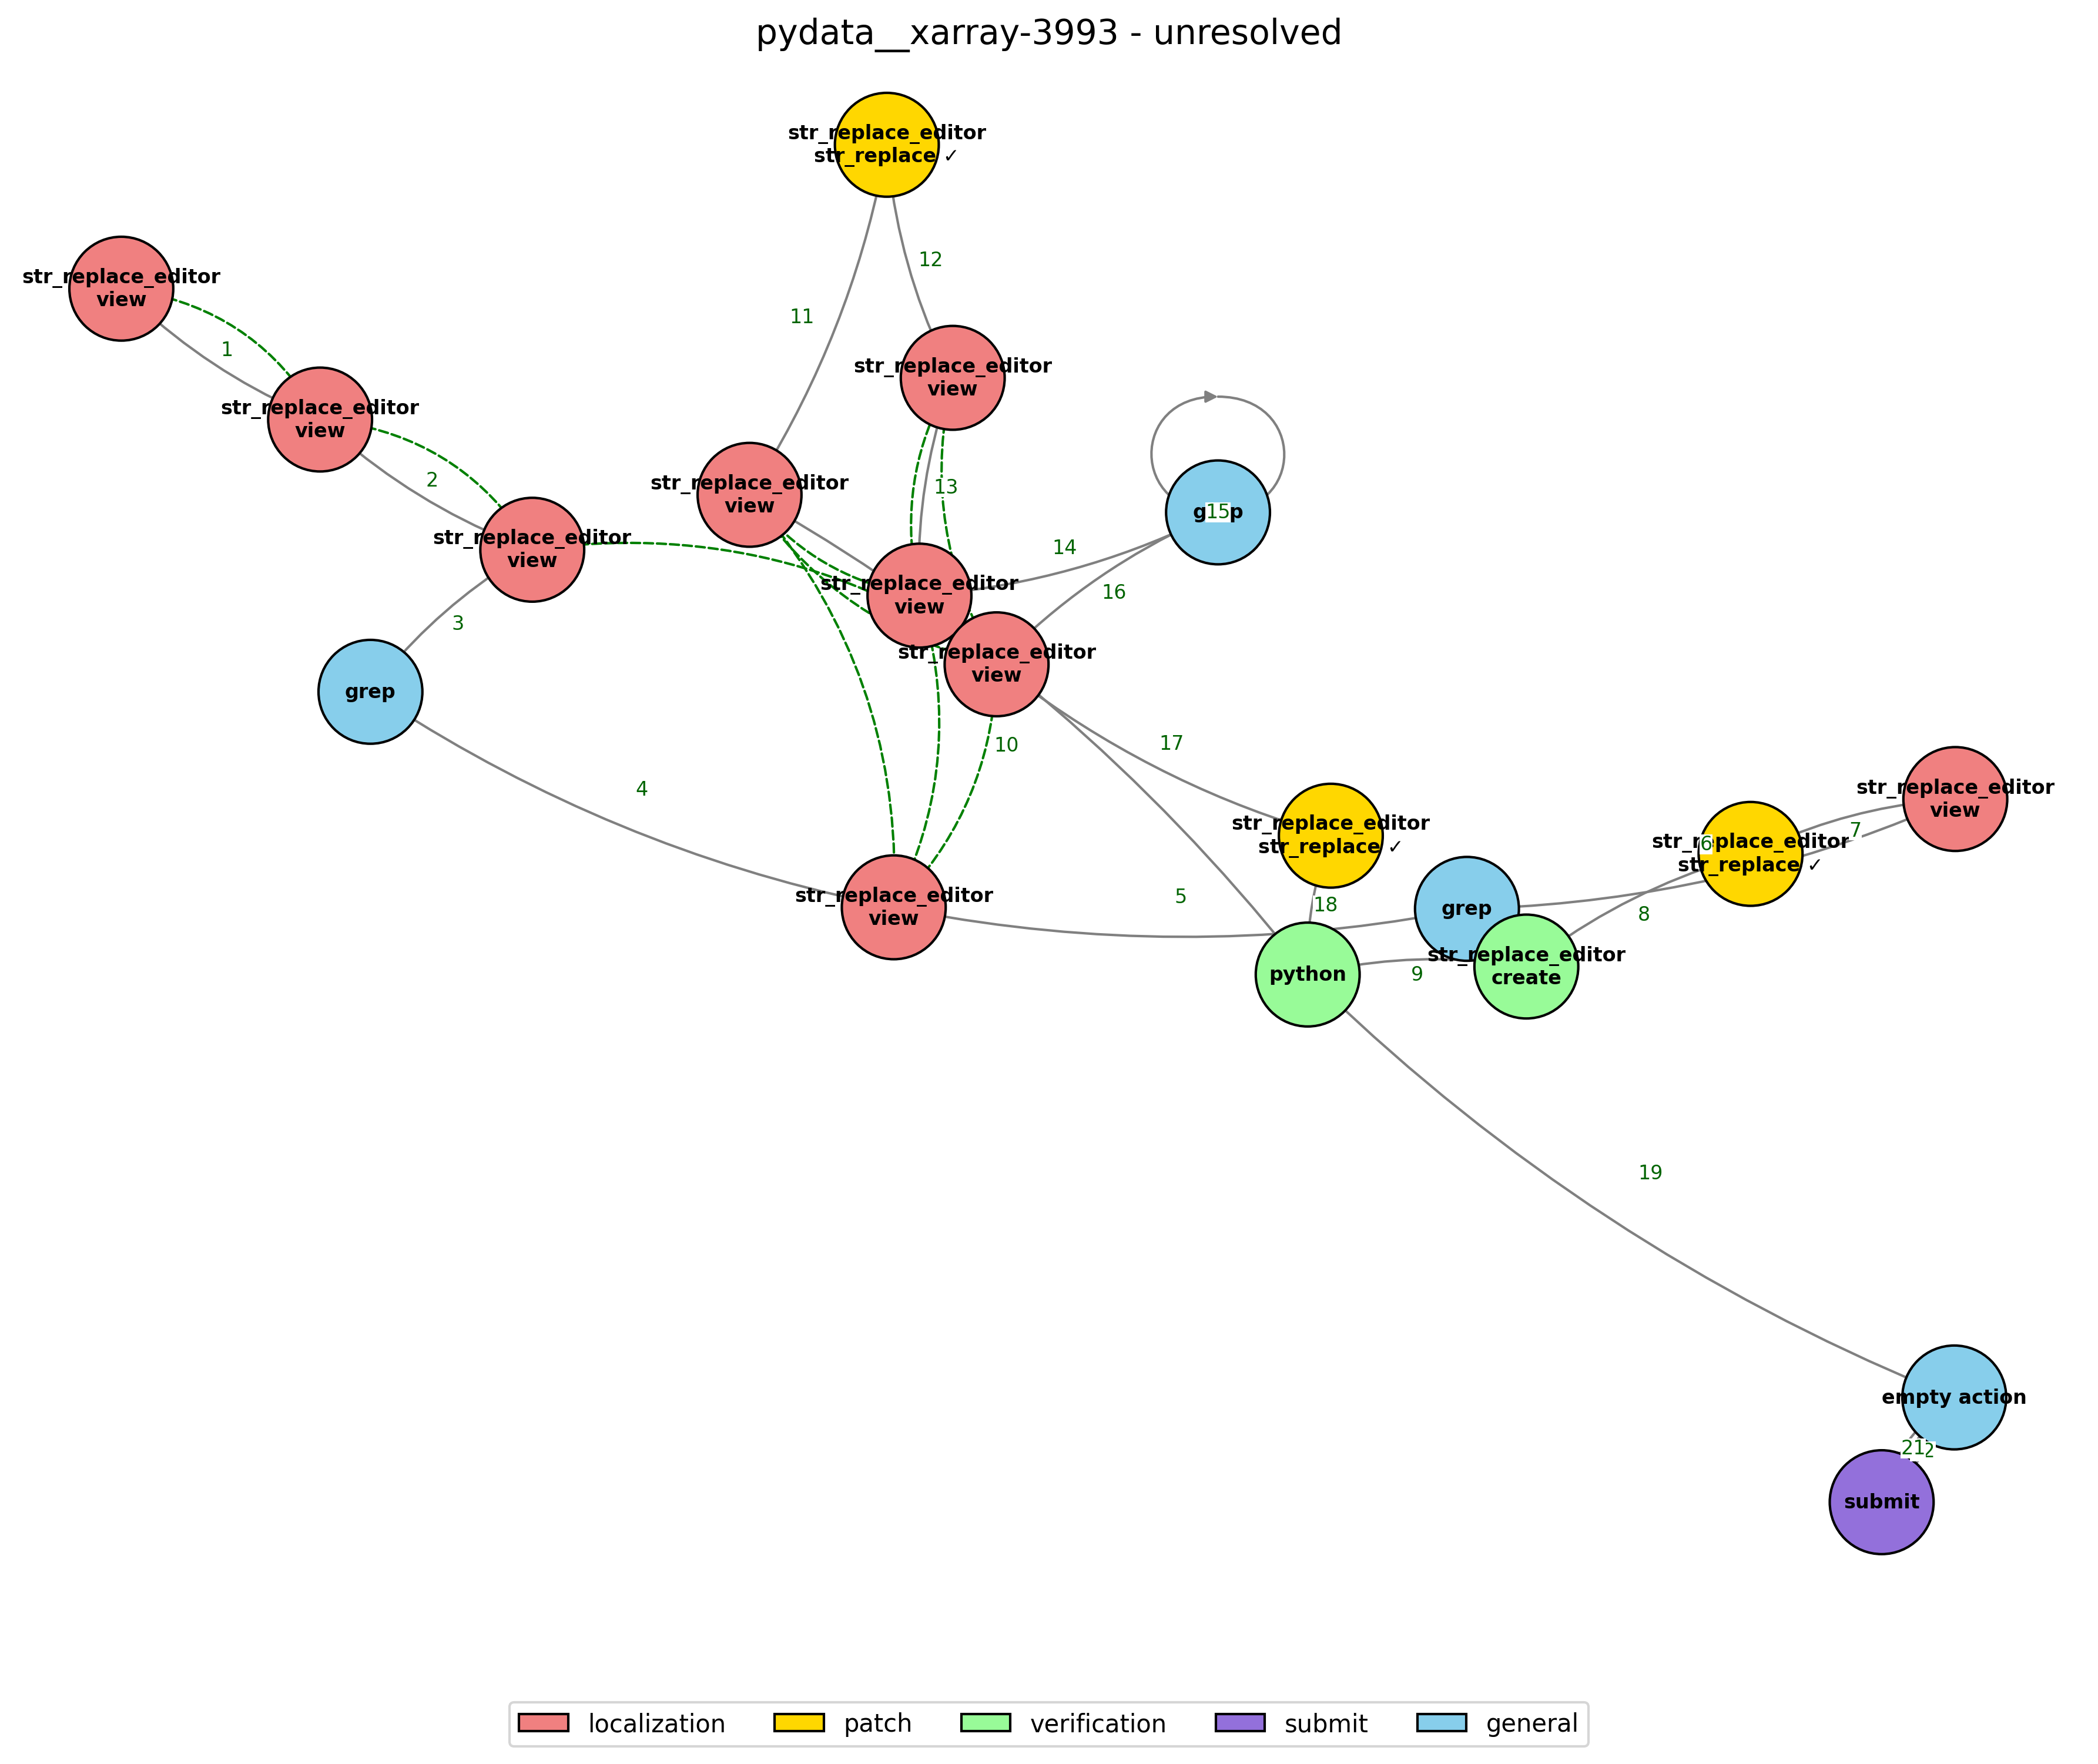 pydata__xarray-3993 - unresolved
str_replace_editor
str_replace ✓
12
str_replace_editor
view
1
11
str_replace_editor
view
str_replace_editor
view
2
str_replace_editor
view
13
15
14
str_replace_editor
view
str_replace_editor
view
16
3
str_replace_editor
view
grep
10
17
4
str_replace_editor
view
str_replace_editor
str_replace ✓
6
7
str_replace_editor
str_replace ✓
5
18
8
str_replace_editor
view
grep
str_replace_editor
create
python
9
19
empty action
21
submit
localization
patch
verification
submit
general